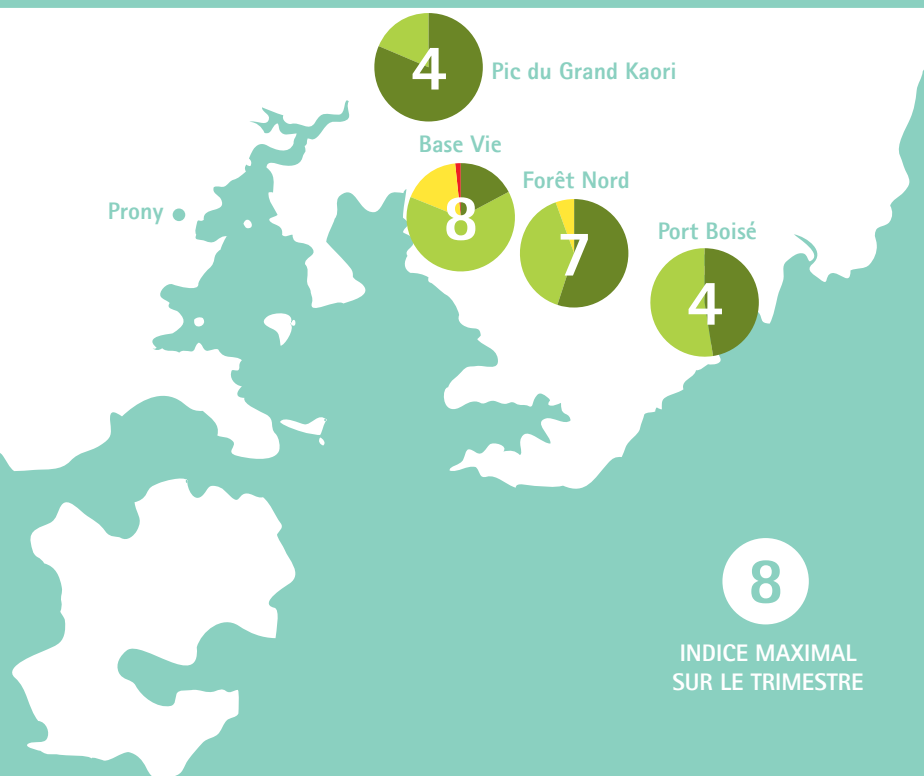 4
Pic du Grand Kaori
Base Vie
8
Forêt Nord
7
Prony
Port Boisé
4
8
INDICE MAXIMAL
SUR LE TRIMESTRE